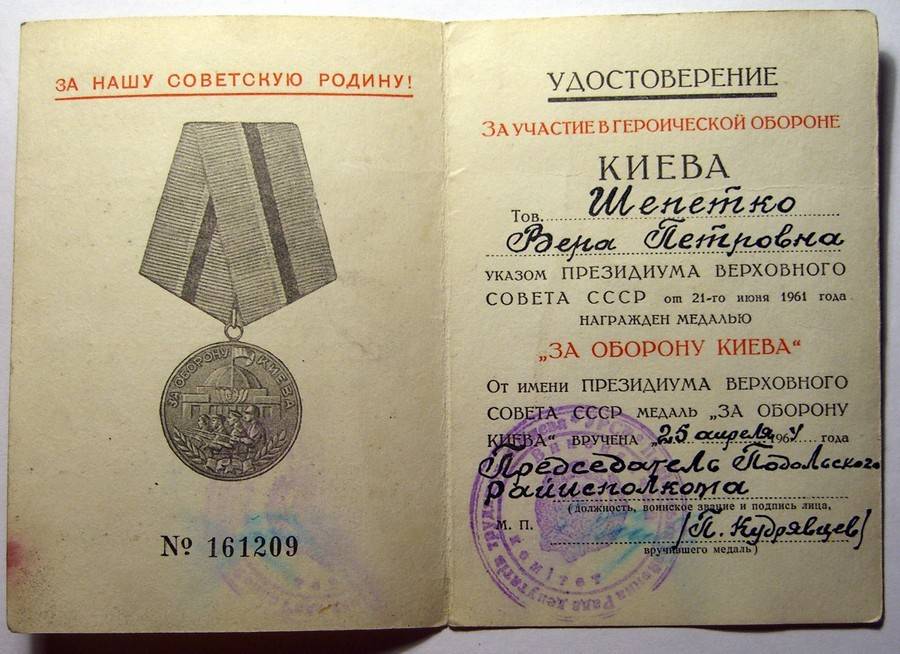 ЗА НАШУ СОВЕТСКУЮ РОДИНУ!
ЗА ОБОРОНУ КИЕВА
№ 161209
УДОСТОВЕРЕНИЕ
ЗА УЧАСТИЕ В ГЕРОИЧЕСКОЙ ОБОРОНЕ
КИЕВА
Тов. Шепетко
Вера Петровна
УКАЗОМ ПРЕЗИДИУМА ВЕРХОВНОГО
СОВЕТА СССР от 21-го июня 1961 года
НАГРАЖДЕН МЕДАЛЬЮ
„ЗА ОБОРОНУ КИЕВА“
От имени ПРЕЗИДИУМА ВЕРХОВНОГО
СОВЕТА СССР МЕДАЛЬ „ЗА ОБОРОНУ
КИЕВА“ ВРУЧЕНА „25 апреля 1964 года
Председатель Подольского
райисполкома
(должность, воинское звание и подпись лица,
М. П. (П. Кудрявцев)
вручившего медаль)